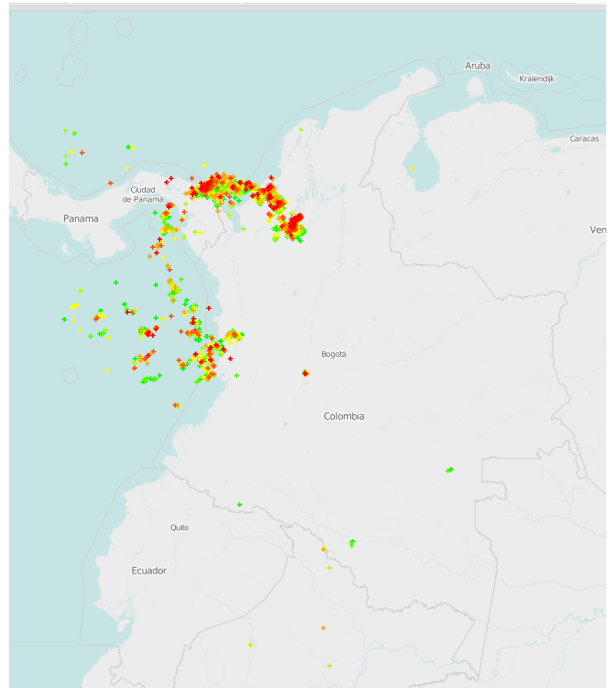 Aruba
Kralendijk
Caracas
Ciudad
de Panamá
Panama
Ven
Bogotá
Colombia
Quito
Ecuador